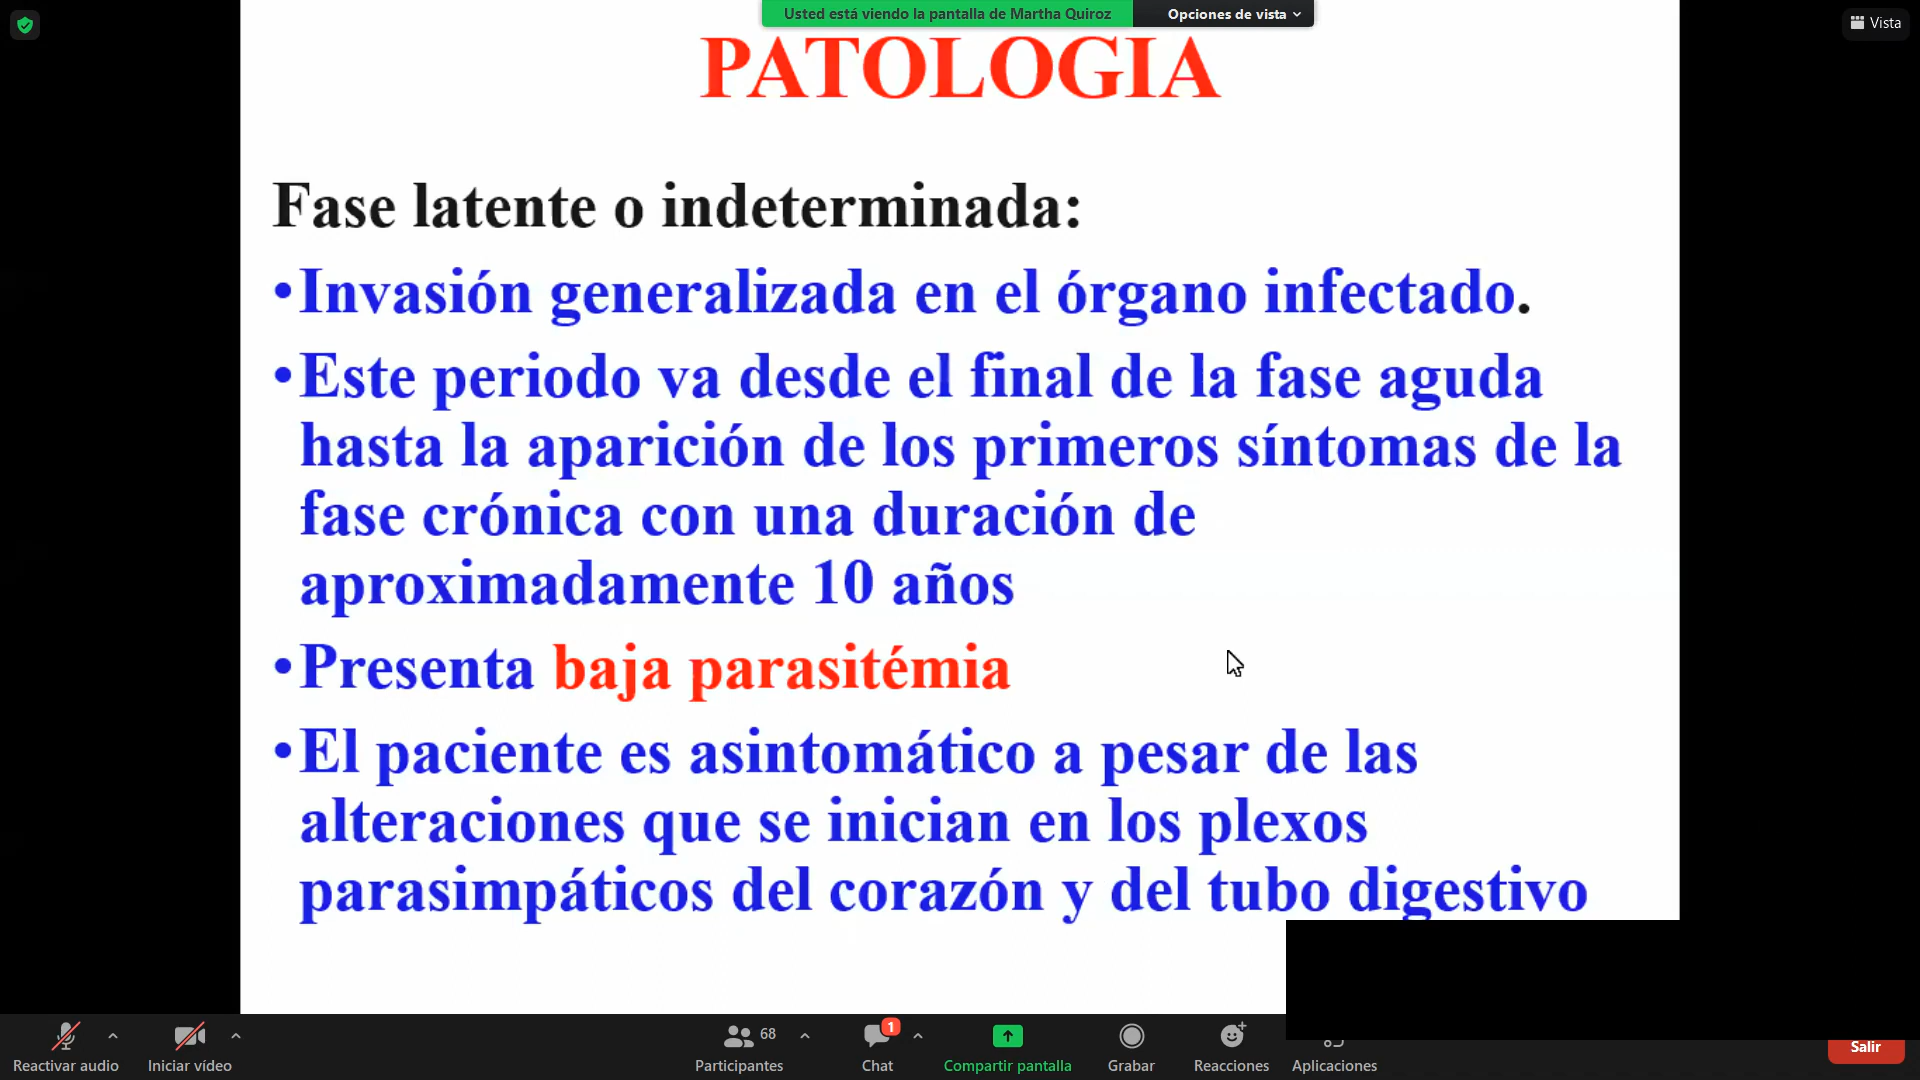 Usted está viendo la pantalla de Martha Quiroz
Opciones de vista
Vista
PATOLOGIA
Fase latente o indeterminada:
•Invasión generalizada en el órgano infectado.
•Este periodo va desde el final de la fase aguda
hasta la aparición de los primeros síntomas de la
fase crónica con una duración de
aproximadamente 10 años
•Presenta baja parasitémia
•El paciente es asintomático a pesar de las
alteraciones que se inician en los plexos
parasimpáticos del corazón y del tubo digestivo
68
1
Reactivar audio
Iniciar vídeo
Participantes
Chat
Compartir pantalla
Grabar
Reacciones
Aplicaciones
Salir